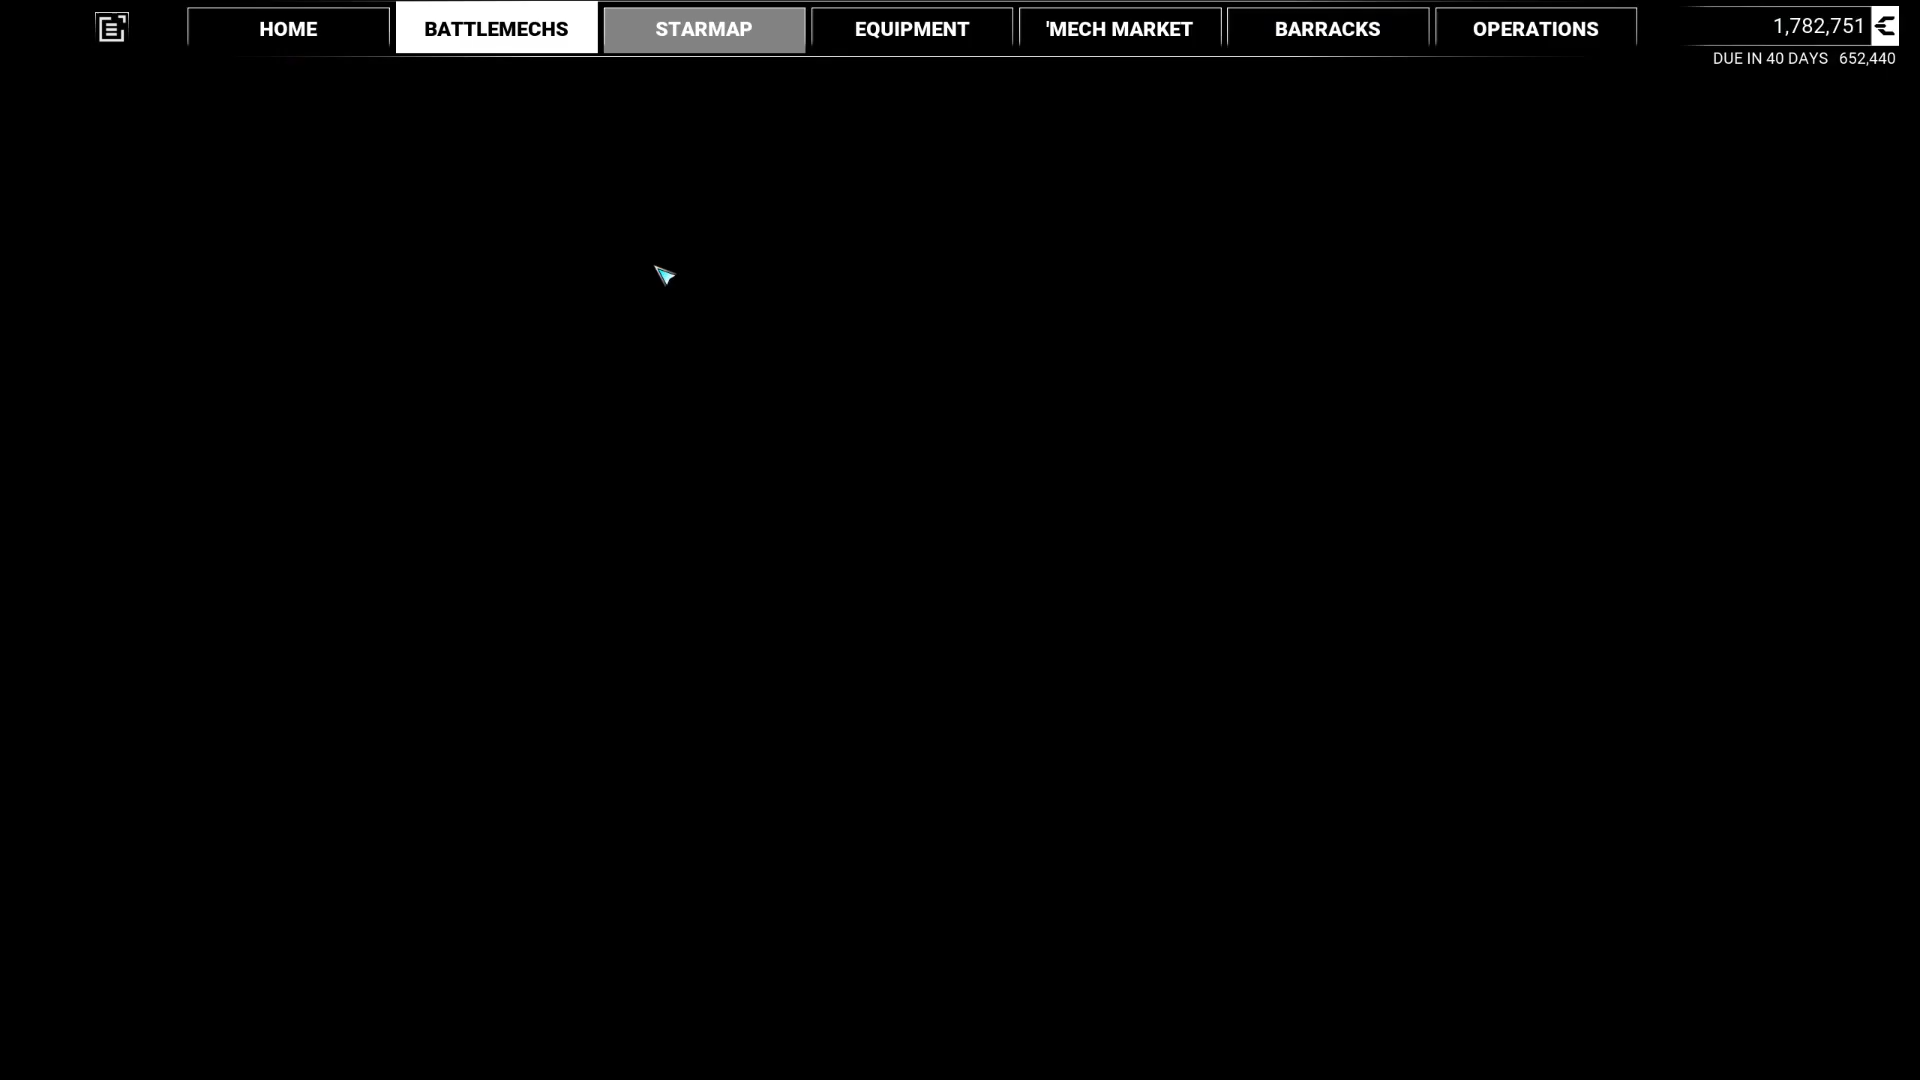 HOME
BATTLEMECHS
STARMAP
EQUIPMENT
'MECH MARKET
BARRACKS
OPERATIONS
1,782,751
DUE IN 40 DAYS 652,440